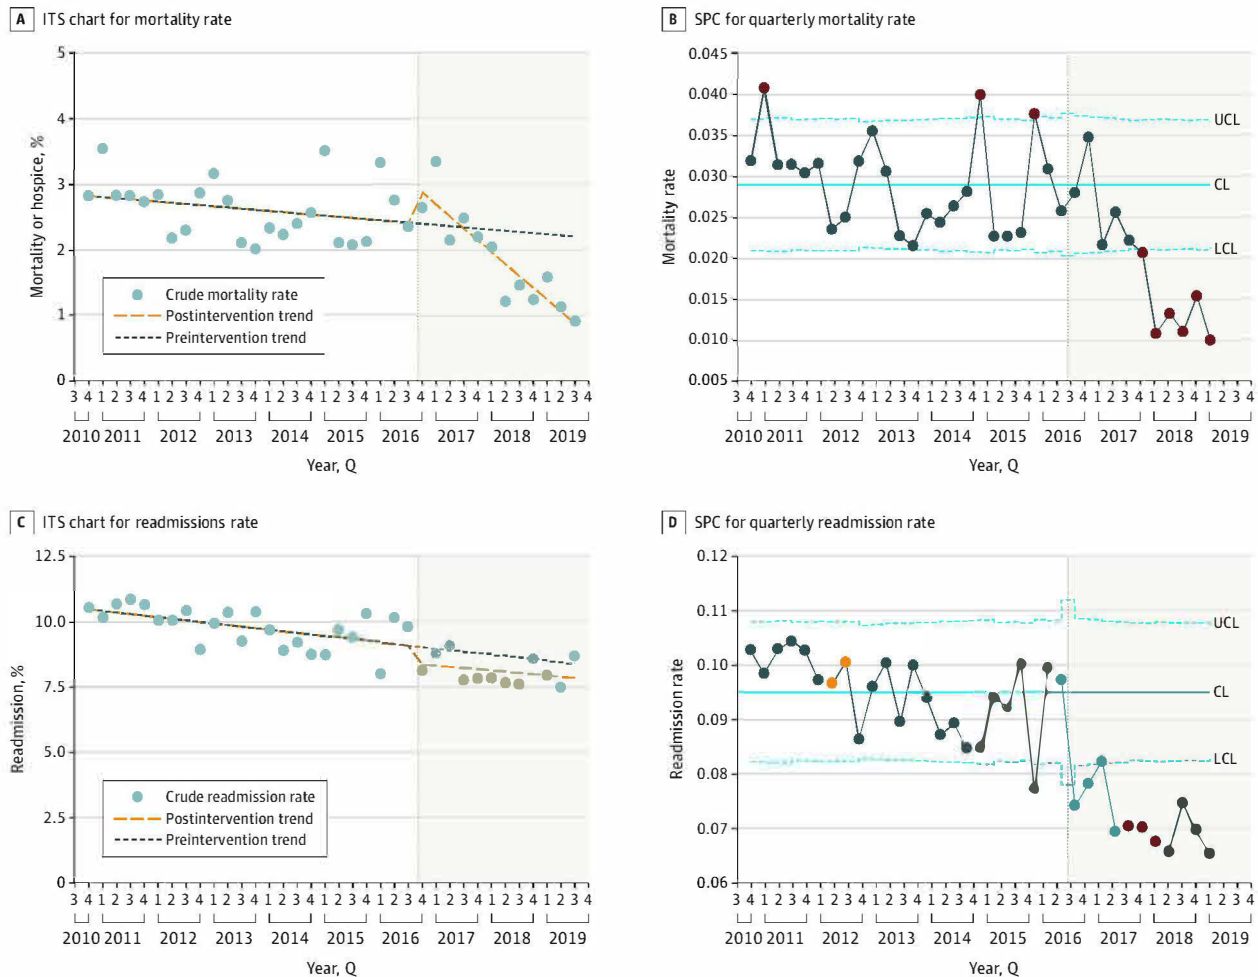 A ITS chart for mortality rate
Mortality or hospice, %
5
4
3
2
1
0
Crude mortality rate
Postintervention trend
Preintervention trend
3 4 1 2 3 4 1 2 3 4 1 2 3 4 1 2 3 4 1 2 3 4 1 2 3 4 1 2 3 4 1 2 3 4 1 2 3 4
2010 2011 2012 2013 2014 2015 2016 2017 2018 2019
Year, Q
B SPC for quarterly mortality rate
Mortality rate
0.045
0.040
0.035
0.030
0.025
0.020
0.015
0.010
0.005
UCL
CL
LCL
3 4 1 2 3 4 1 2 3 4 1 2 3 4 1 2 3 4 1 2 3 4 1 2 3 4 1 2 3 4 1 2 3 4 1 2 3 4
2010 2011 2012 2013 2014 2015 2016 2017 2018 2019
Year, Q
C ITS chart for readmissions rate
Readmission, %
12.5
10.0
7.5
5.0
2.5
0
Crude readmission rate
Postintervention trend
Preintervention trend
3 4 1 2 3 4 1 2 3 4 1 2 3 4 1 2 3 4 1 2 3 4 1 2 3 4 1 2 3 4 1 2 3 4 1 2 3 4
2010 2011 2012 2013 2014 2015 2016 2017 2018 2019
Year, Q
D SPC for quarterly readmission rate
Readmission rate
0.12
0.11
0.10
0.09
0.08
0.07
0.06
UCL
CL
LCL
3 4 1 2 3 4 1 2 3 4 1 2 3 4 1 2 3 4 1 2 3 4 1 2 3 4 1 2 3 4 1 2 3 4 1 2 3 4
2010 2011 2012 2013 2014 2015 2016 2017 2018 2019
Year, Q